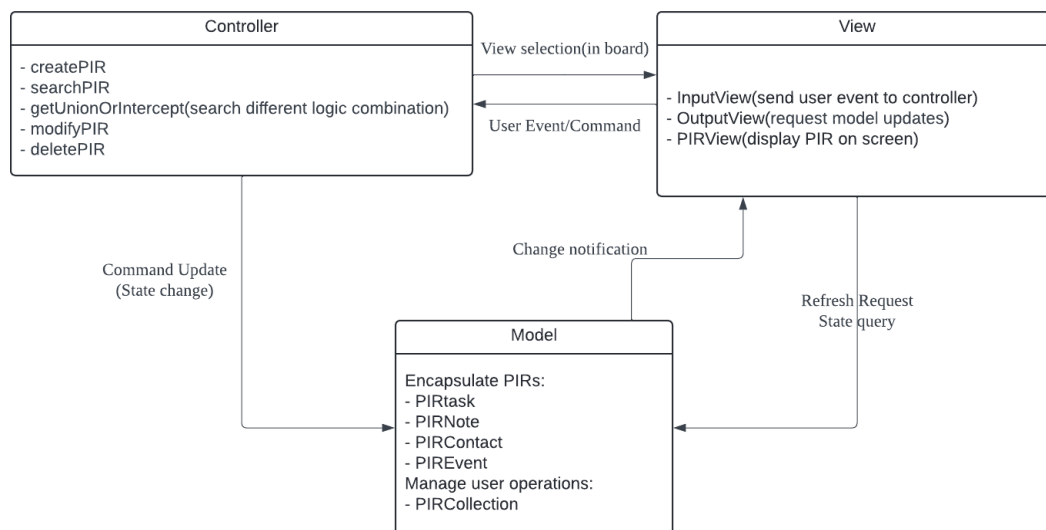 Controller
- createPIR
- searchPIR
- getUnionOrIntercept(search different logic combination)
- modifyPIR
- deletePIR
View selection(in board)
User Event/Command
View
- InputView(send user event to controller)
- OutputView(request model updates)
- PIRView(display PIR on screen)
Command Update
(State change)
Change notification
Refresh Request
State query
Model
Encapsulate PIRs:
- PIRtask
- PIRNote
- PIRContact
- PIREvent
Manage user operations:
- PIRCollection